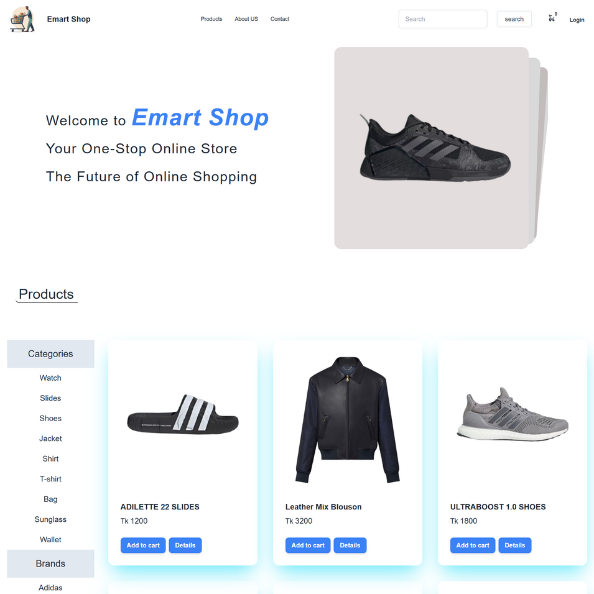 Emart Shop
Products
About US
Contact
Search
search
0
Login
Welcome to Emart Shop
Your One-Stop Online Store
The Future of Online Shopping
Products
Categories
Watch
Slides
Shoes
Jacket
Shirt
T-shirt
Bag
Sunglass
Wallet
Brands
Adidas
ADILETTE 22 SLIDES
Tk 1200
Add to cart
Details
Leather Mix Blouson
Tk 3200
Add to cart
Details
ULTRABOOST 1.0 SHOES
Tk 1800
Add to cart
Details